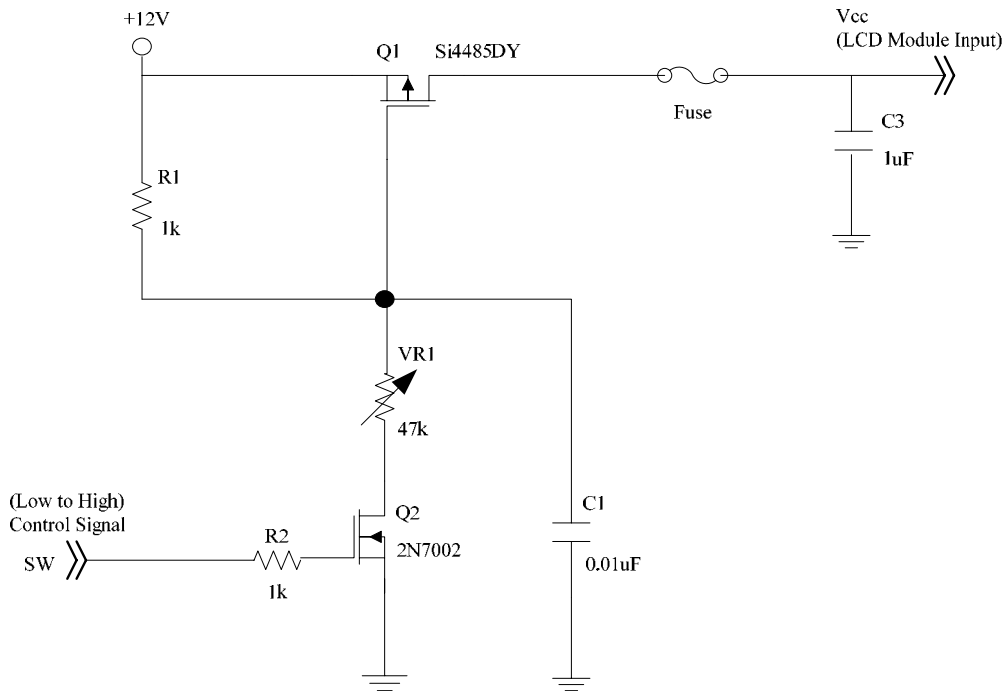 +12V
Q1
Si4485DY
Vcc
(LCD Module Input)
Fuse
C3
1uF
R1
1k
VR1
47k
(Low to High)
Control Signal
SW
R2
1k
Q2
2N7002
C1
0.01uF